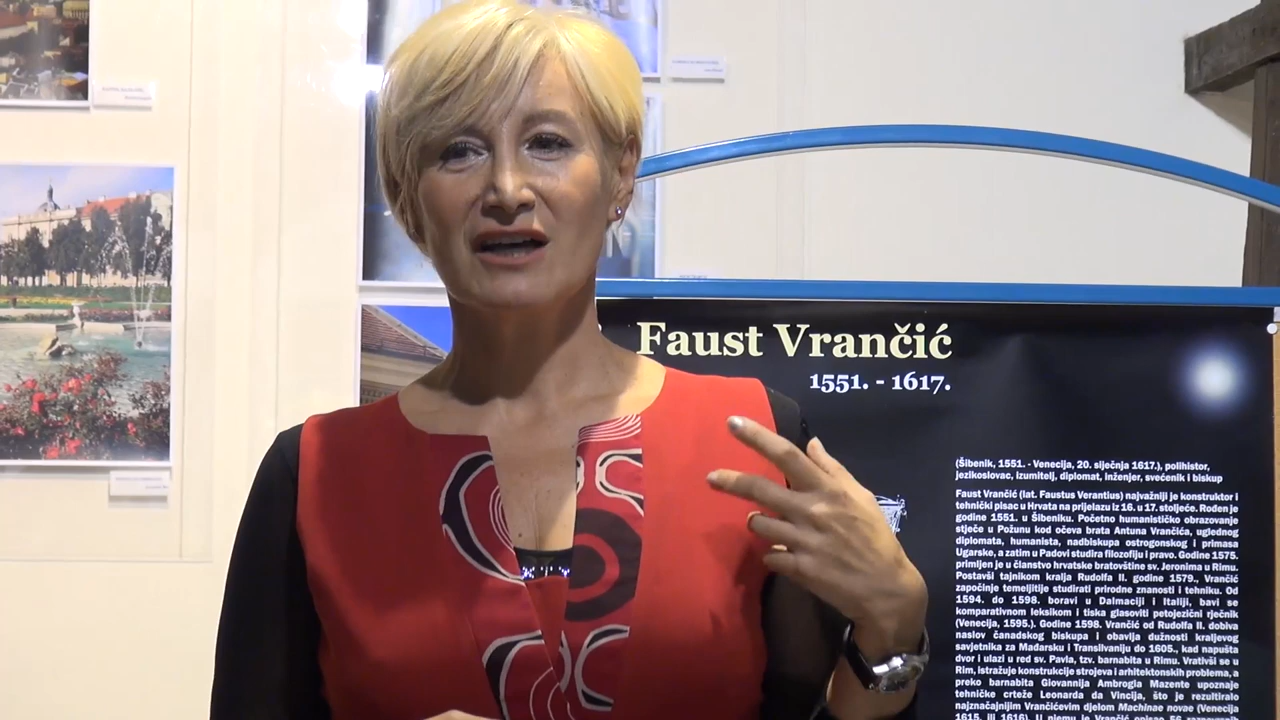 Faust Vrančić
1551. - 1617.
(Šibenik, 1551. - Venecija, 20. siječnja 1617.), polihistor,
jezikoslovac, izumitelj, diplomat, inženjer, svećenik i biskup
Faust Vrančić (lat. Faustus Verantius) najvažniji je konstruktor i
tehnički pisac u Hrvata na prijelazu iz 16. u 17. stoljeće. Rođen je
godine 1551. u Šibeniku. Početno humanističko obrazovanje
stječe u Požunu kod očeva brata Antuna Vrančića, uglednog
diplomata, humanista, nadbiskupa ostrogonskog i primasa
Ugarske, a zatim u Padovi studira filozofiju i pravo. Godine 1575.
primljen je u članstvo hrvatske bratovštine sv. Jeronima u Rimu.
Postavši tajnikom kralja Rudolfa II. godine 1579., Vrančić
započinje temeljitije studirati prirodne znanosti i tehniku. Od
1594. do 1598. boravi u Dalmaciji i Italiji, bavi se
komparativnom leksikom i tiska glasoviti petojezični rječnik
(Venecija, 1595.). Godine 1598. Vrančić od Rudolfa II. dobiva
naslov čanadskog biskupa i obavlja dužnosti kraljevog
savjetnika za Mađarsku i Transilvaniju do 1605., kad napušta
dvor i ulazi u red sv. Pavla, tzv. barnabita u Rimu. Vrativši se u
Rim, istražuje konstrukcije strojeva i arhitektonskih problema, a
preko barnabita Giovannija Ambrogia Mazente upoznaje
tehničke crteže Leonarda da Vincija, što je rezultiralo
najznačajnijim Vrančićevim djelom Machinae novae (Venecija
1615. ili 1616). U njemu je Vrančić opisao 56